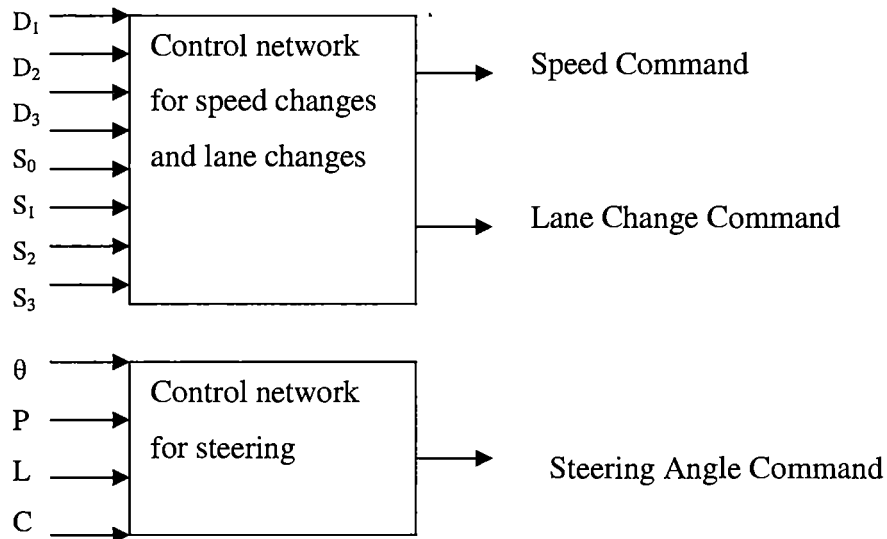 D₁
D₂
D₃
S₀
S₁
S₂
S₃
Control network
for speed changes
and lane changes
Speed Command
Lane Change Command
θ
P
L
C
Control network
for steering
Steering Angle Command